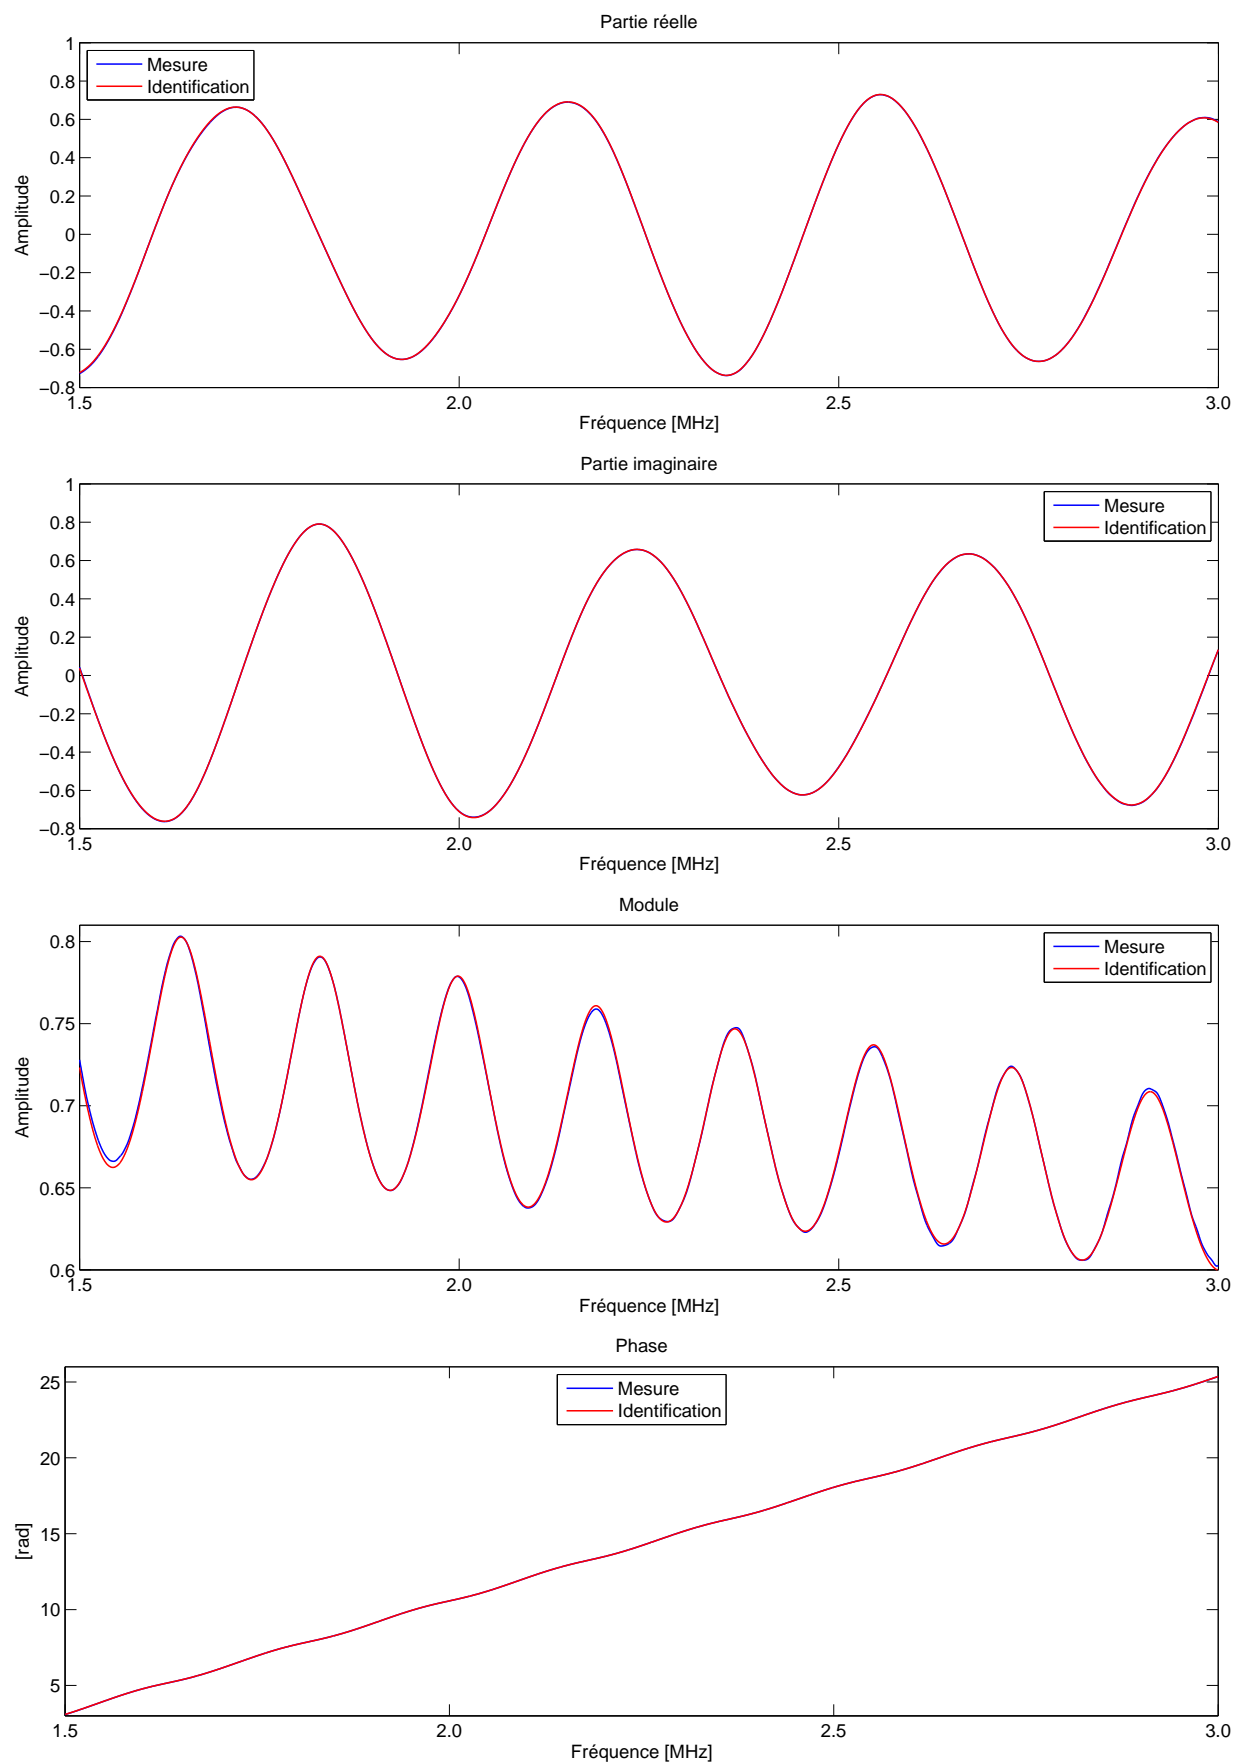 Partie réelle
1
0.8
0.6
0.4
0.2
0
−0.2
−0.4
−0.6
−0.8
Amplitude
Mesure
Identification
1.5 2.0 2.5 3.0
Fréquence [MHz]
Partie imaginaire
1
0.8
0.6
0.4
0.2
0
−0.2
−0.4
−0.6
−0.8
Amplitude
Mesure
Identification
1.5 2.0 2.5 3.0
Fréquence [MHz]
Module
0.8
0.75
0.7
0.65
0.6
Amplitude
Mesure
Identification
1.5 2.0 2.5 3.0
Fréquence [MHz]
Phase
25
20
15
10
5
[rad]
Mesure
Identification
1.5 2.0 2.5 3.0
Fréquence [MHz]